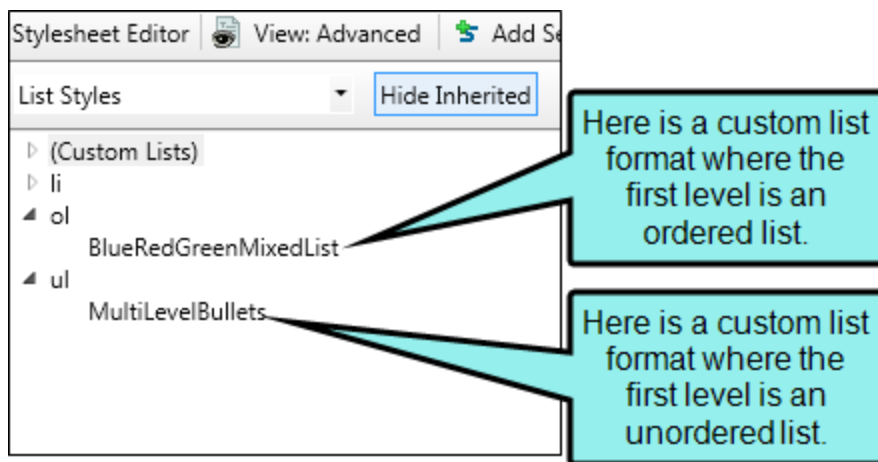 Stylesheet Editor View: Advanced Add Se
List Styles Hide Inherited
(Custom Lists)
li
ol
BlueRedGreenMixedList
ul
MultiLevelBullets
Here is a custom list
format where the
first level is an
ordered list.
Here is a custom list
format where the
first level is an
unordered list.